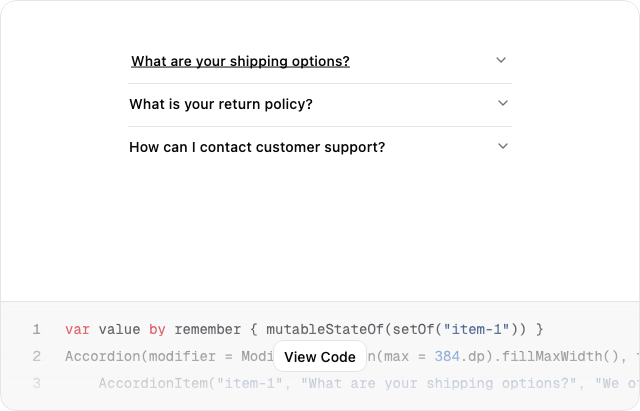 What are your shipping options?
What is your return policy?
How can I contact customer support?
1 var value by remember { mutableStateOf(setOf("item-1")) }
2 Accordion(modifier = Modi n(max = 384.dp).fillMaxWidth(),
View Code
3 AccordionItem("item-1", "What are your shipping options?", "We of